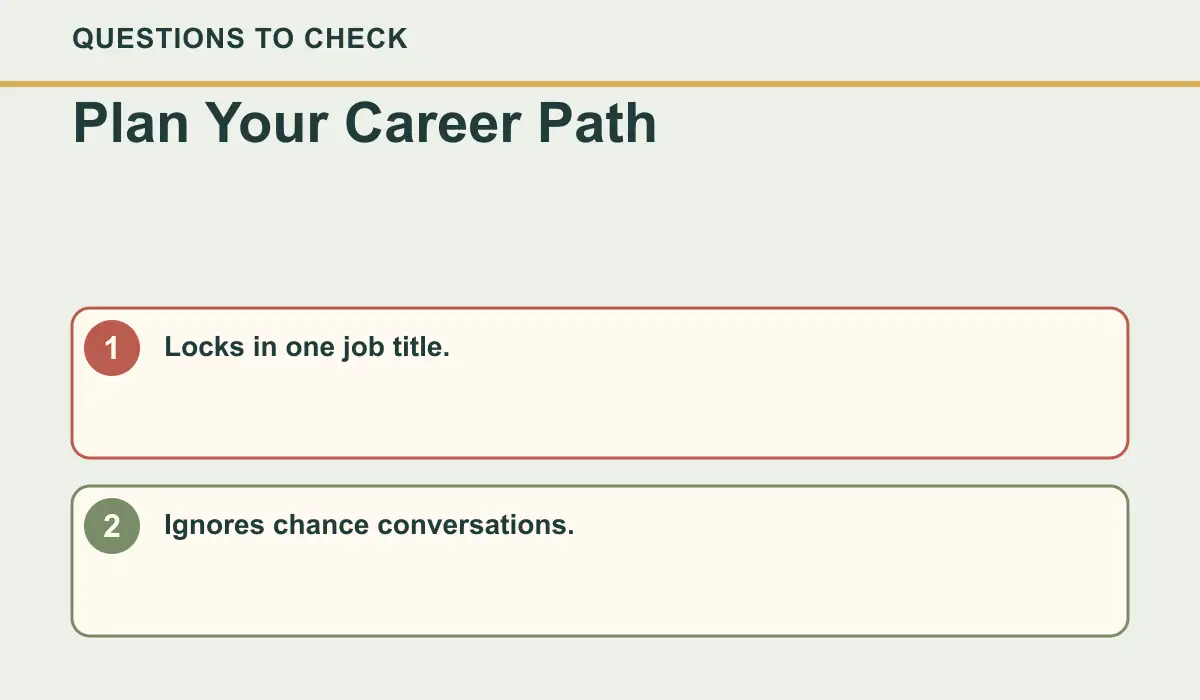 QUESTIONS TO CHECK
Plan Your Career Path
1 Locks in one job title.
2 Ignores chance conversations.